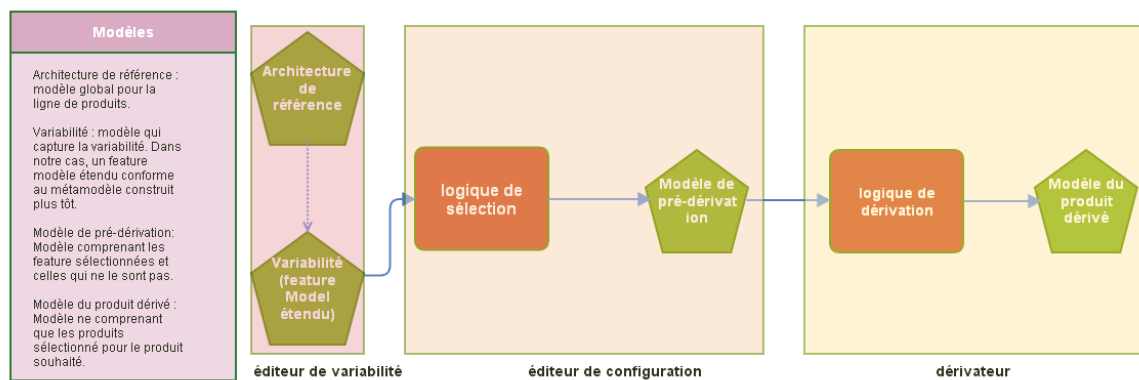 Modèles
Architecture de référence :
modèle global pour la
ligne de produits.
Variabilité : modèle qui
capture la variabilité. Dans
notre cas, un feature
modèle étendu conforme
au métamodèle construit
plus tôt.
Modèle de pré-dérivation:
Modèle comprenant les
feature sélectionnées et
celles qui ne le sont pas.
Modèle du produit dérivé :
Modèle ne comprenant
que les produits
sélectionné pour le produit
souhaité.
Architecture
de
référence
Variabilité
(feature
Model
étendu)
éditeur de variabilité
logique de
sélection
Modèle de
pré-dérivat
ion
éditeur de configuration
logique de
dérivation
Modèle du
produit
dérivé
dérivateur